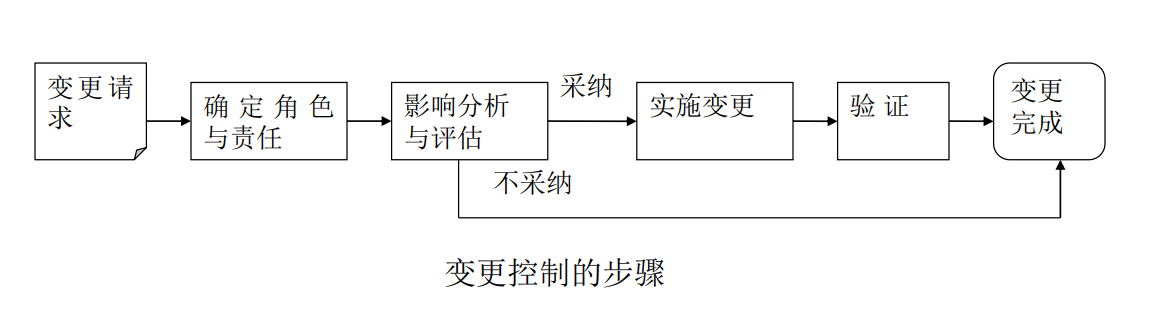 变更请
求
确定角色
与责任
影响分析
与评估
采纳
不采纳
实施变更
验证
变更
完成
变更控制的步骤